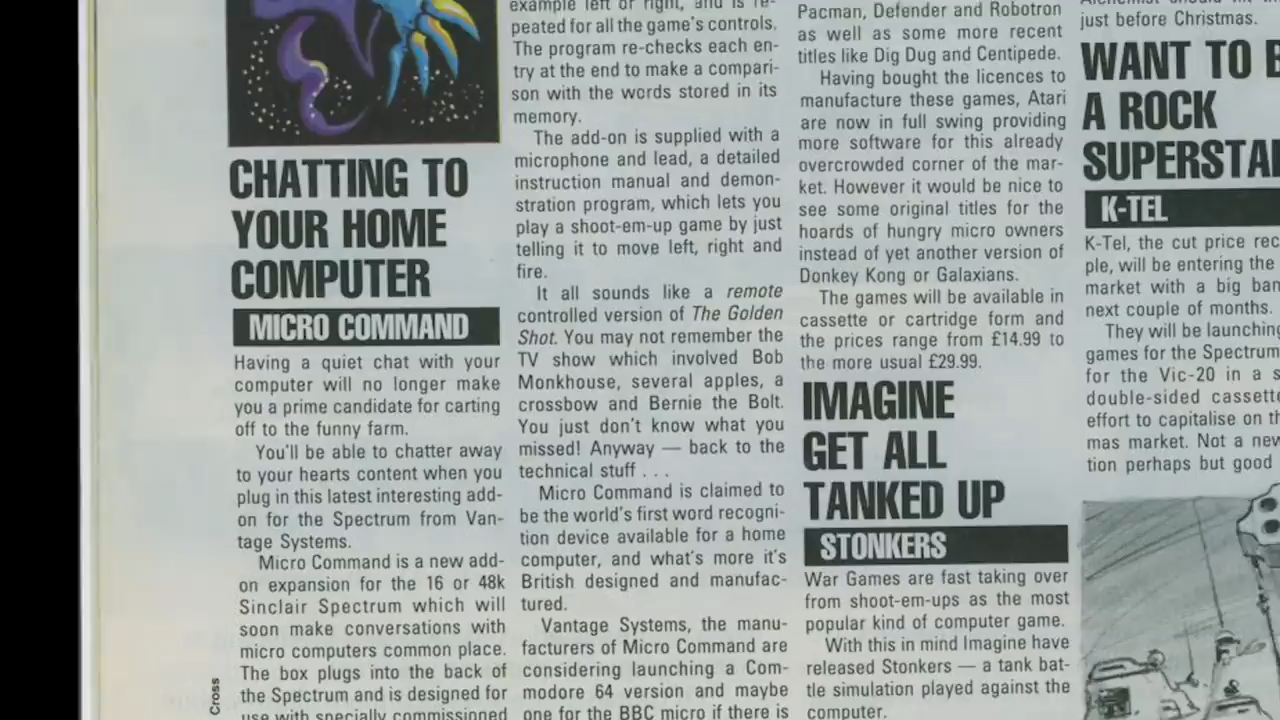 CHATTING TO
YOUR HOME
COMPUTER
MICRO COMMAND
Having a quiet chat with your
computer will no longer make
you a prime candidate for carting
off to the funny farm.
You'll be able to chatter away
to your hearts content when you
plug in this latest interesting add-
on for the Spectrum from Van-
tage Systems.
Micro Command is a new add-
on expansion for the 16 or 48k
Sinclair Spectrum which will
soon make conversations with
micro computers common place.
The box plugs into the back of
the Spectrum and is designed for
use with specially commissioned
Cross
example left or right, and is re-
peated for all the game's controls.
The program re-checks each en-
try at the end to make a compari-
son with the words stored in its
memory.
The add-on is supplied with a
microphone and lead, a detailed
instruction manual and demon-
stration program, which lets you
play a shoot-em-up game by just
telling it to move left, right and
fire.
It all sounds like a remote
controlled version of The Golden
Shot. You may not remember the
TV show which involved Bob
Monkhouse, several apples, a
crossbow and Bernie the Bolt.
You just don't know what you
missed! Anyway — back to the
technical stuff . . .
Micro Command is claimed to
be the world's first word recogni-
tion device available for a home
computer, and what's more it's
British designed and manufac-
tured.
Vantage Systems, the manu-
facturers of Micro Command are
considering launching a Com-
modore 64 version and maybe
one for the BBC micro if there is
Pacman, Defender and Robotron
as well as some more recent
titles like Dig Dug and Centipede.
Having bought the licences to
manufacture these games, Atari
are now in full swing providing
more software for this already
overcrowded corner of the mar-
ket. However it would be nice to
see some original titles for the
hoards of hungry micro owners
instead of yet another version of
Donkey Kong or Galaxians.
The games will be available in
cassette or cartridge form and
the prices range from £14.99 to
the more usual £29.99.
IMAGINE
GET ALL
TANKED UP
STONKERS
War Games are fast taking over
from shoot-em-ups as the most
popular kind of computer game.
With this in mind Imagine have
released Stonkers — a tank bat-
tle simulation played against the
computer.
just before Christmas.
WANT TO B
A ROCK
SUPERSTA
K-TEL
K-Tel, the cut price rec
ple, will be entering the
market with a big ban
next couple of months.
They will be launching
games for the Spectrum
for the Vic-20 in a s
double-sided cassette
effort to capitalise on th
mas market. Not a new
tion perhaps but good